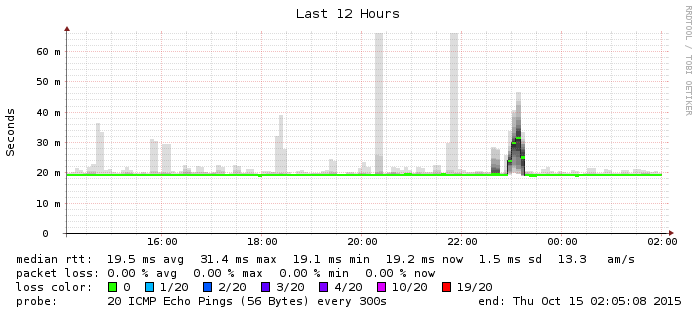 Last 12 Hours
RRDTOOL / TOBI OETIKER
Seconds
60 m
50 m
40 m
30 m
20 m
10 m
0
16:00 18:00 20:00 22:00 00:00 02:00
median rtt: 19.5 ms avg 31.4 ms max 19.1 ms min 19.2 ms now 1.5 ms sd 13.3 am/s
packet loss: 0.00 % avg 0.00 % max 0.00 % min 0.00 % now
loss color: 0 1/20 2/20 3/20 4/20 10/20 19/20
probe: 20 ICMP Echo Pings (56 Bytes) every 300s end: Thu Oct 15 02:05:08 2015